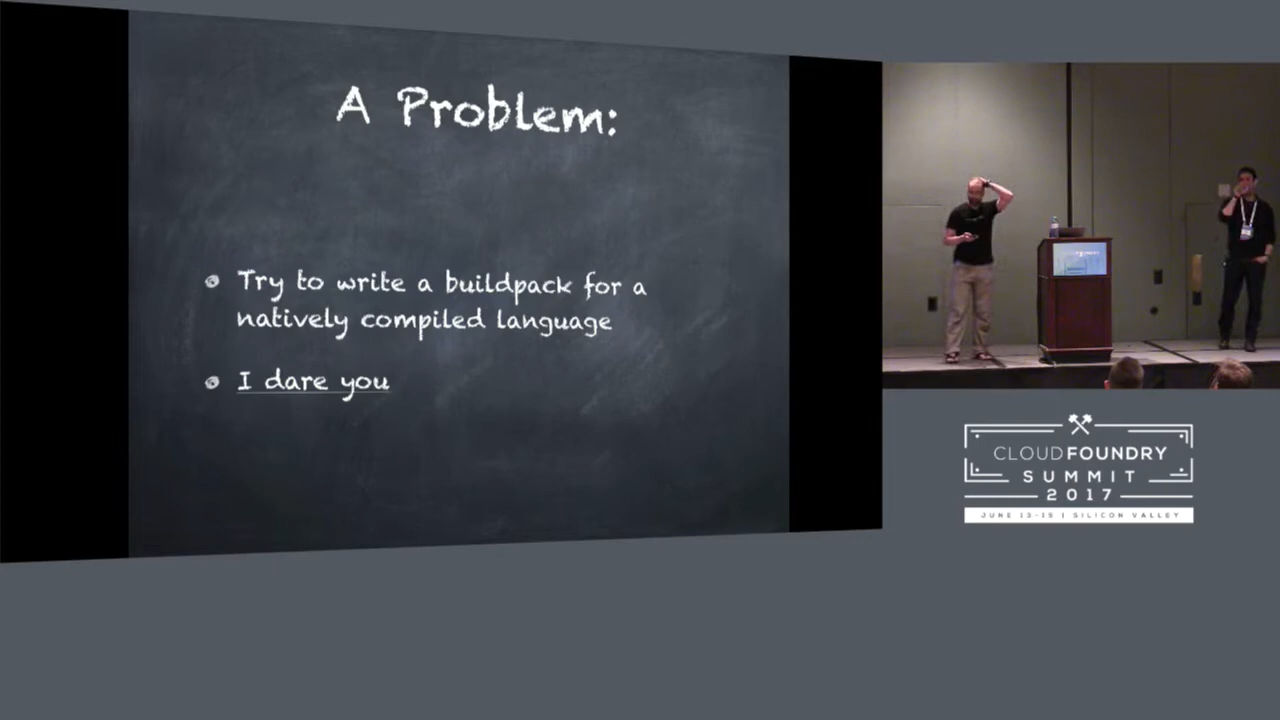 A Problem:
Try to write a buildpack for a
natively compiled language
I dare you
CLOUDFOUNDRY
SUMMIT
2017
JUNE 13-15 | SILICON VALLEY